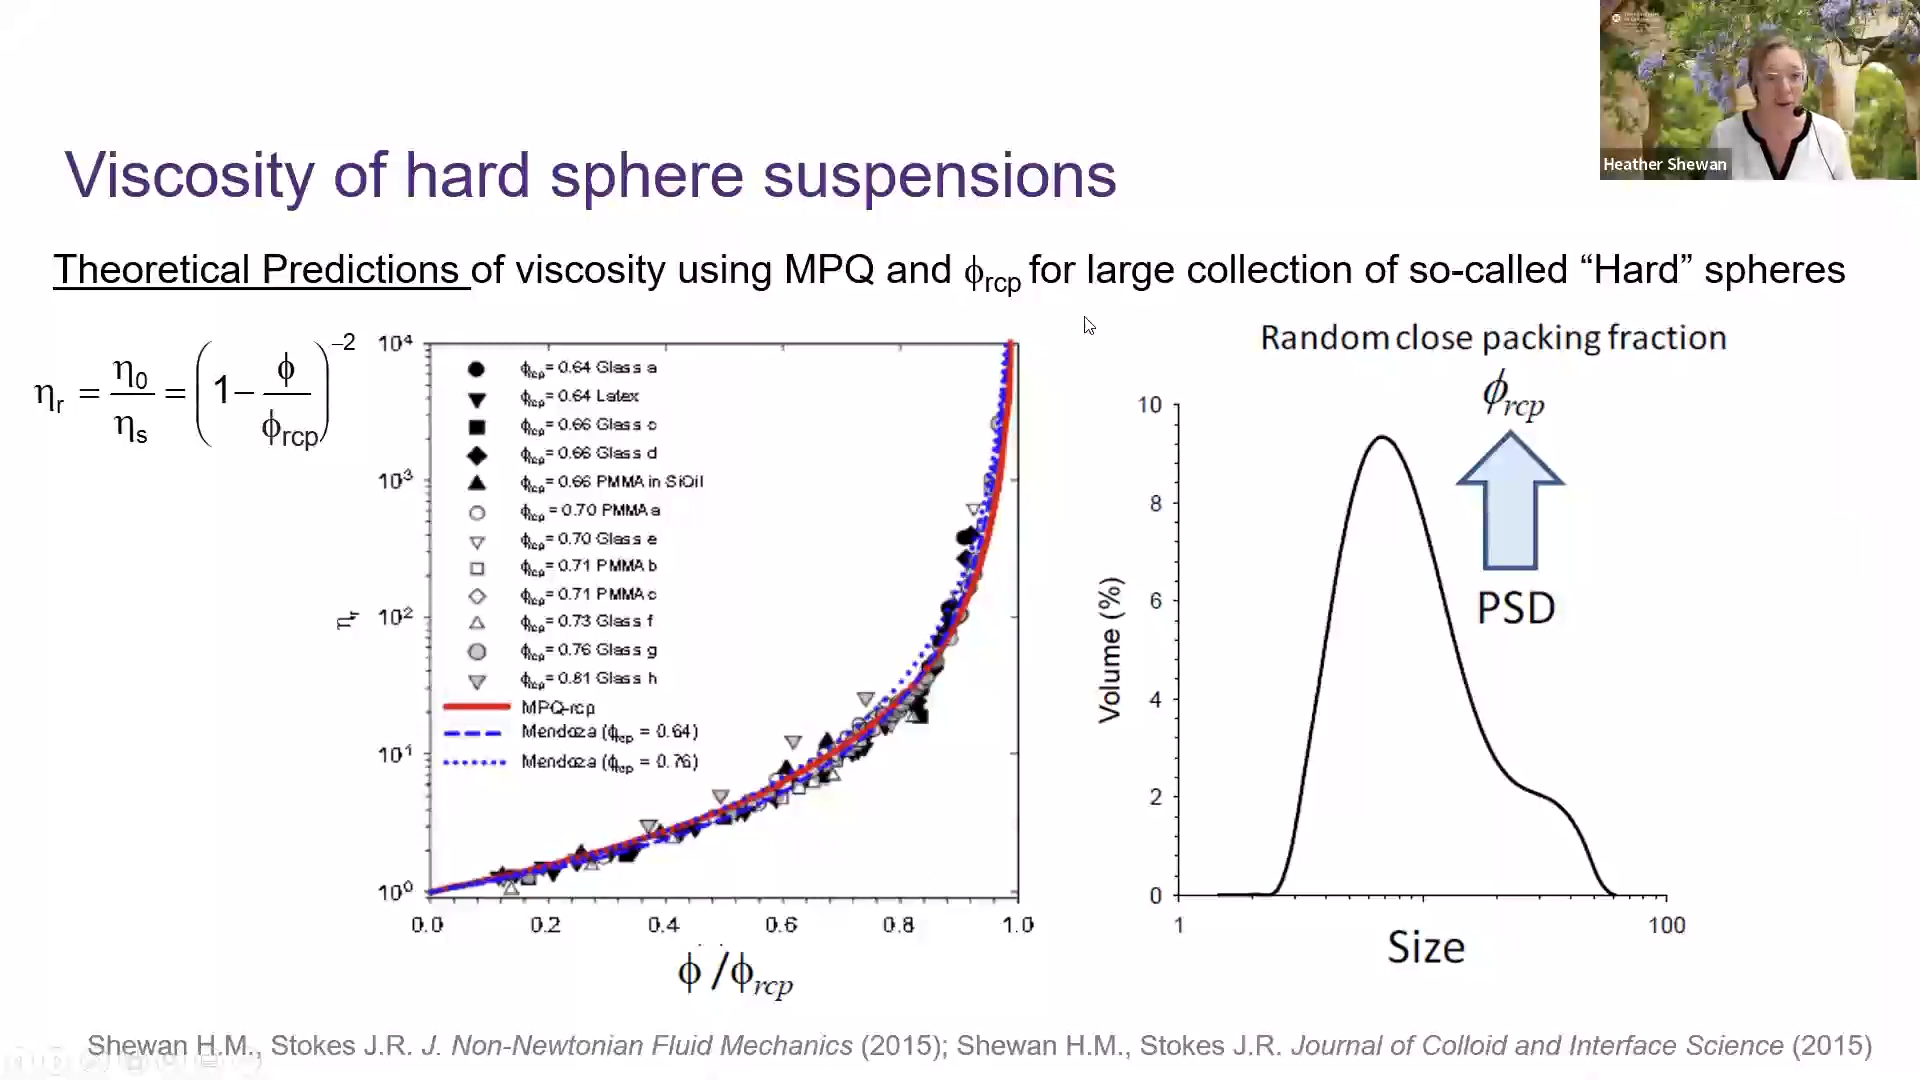 Heather Shewan
Viscosity of hard sphere suspensions
Theoretical Predictions of viscosity using MPQ and ϕrcp for large collection of so-called “Hard” spheres
ηr = η0/ηs = (1− ϕ/ϕrcp)−2
10⁴
10³
10²
10¹
10⁰
ηr
ϕrcp= 0.64 Glass a
ϕrcp= 0.64 Latex
ϕrcp= 0.66 Glass c
ϕrcp= 0.66 Glass d
ϕrcp= 0.66 PMMA in SiOil
ϕrcp= 0.70 PMMA a
ϕrcp= 0.70 Glass e
ϕrcp= 0.71 PMMA b
ϕrcp= 0.71 PMMA c
ϕrcp= 0.73 Glass f
ϕrcp= 0.76 Glass g
ϕrcp= 0.81 Glass h
MPQ-rcp
Mendoza (ϕrcp = 0.64)
Mendoza (ϕrcp = 0.76)
0.0 0.2 0.4 0.6 0.8 1.0
ϕ /ϕrcp
Random close packing fraction
ϕrcp
PSD
10
8
6
4
2
0
Volume (%)
1 100
Size
Shewan H.M., Stokes J.R. J. Non-Newtonian Fluid Mechanics (2015); Shewan H.M., Stokes J.R. Journal of Colloid and Interface Science (2015)